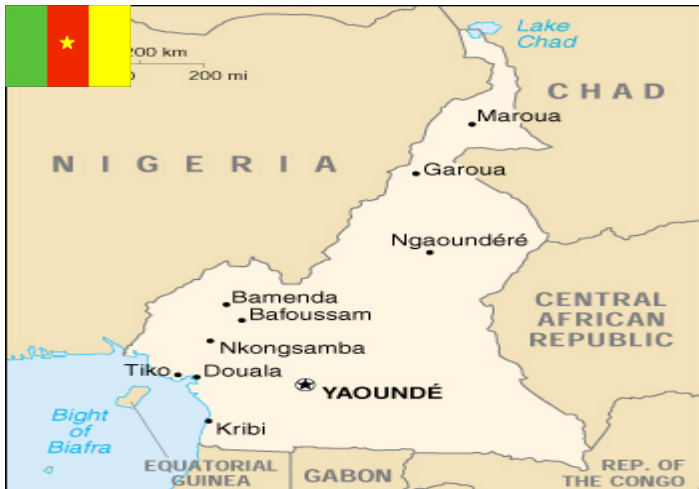 200 km
0
200 mi
Lake
Chad
CHAD
Maroua
NIGERIA
Garoua
Ngaoundéré
Bamenda
Bafoussam
CENTRAL
AFRICAN
REPUBLIC
Nkongsamba
Tiko
Douala
YAOUNDÉ
Bight
of
Biafra
Kribi
EQUATORIAL
GUINEA
GABON
REP. OF
THE CONGO